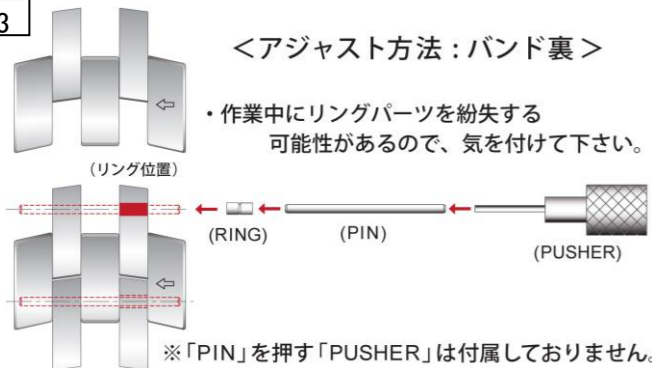 3
＜アジャスト方法：バンド裏＞
・作業中にリングパーツを紛失する
可能性があるので、気を付けて下さい。
(リング位置)
(RING)
(PIN)
(PUSHER)
※「PIN」を押す「PUSHER」は付属しておりません。